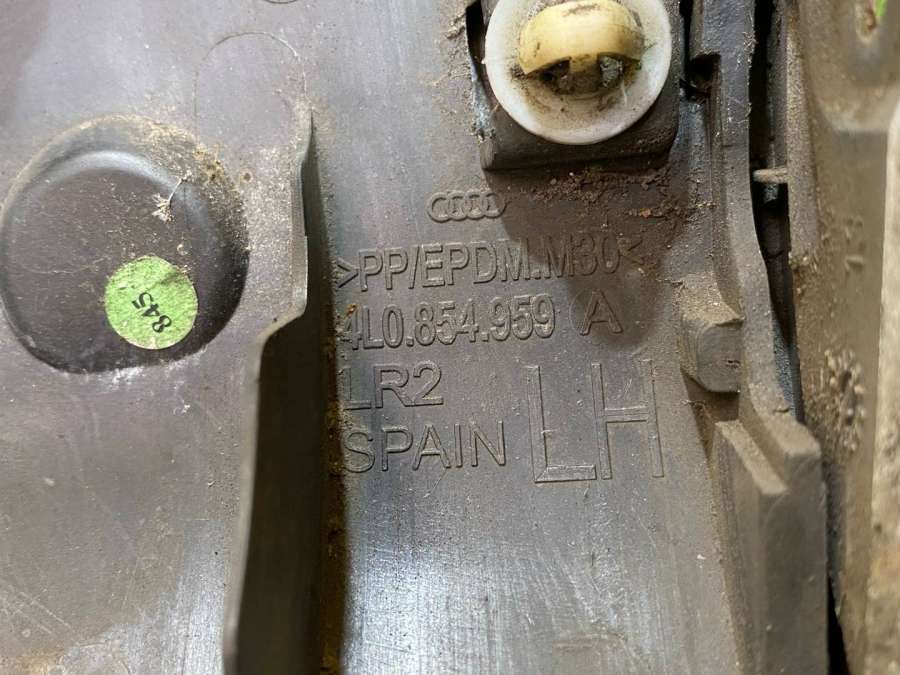 >PP/EPDM.M30<
4L0.854.959 A
LR2
LH
SPAIN
845